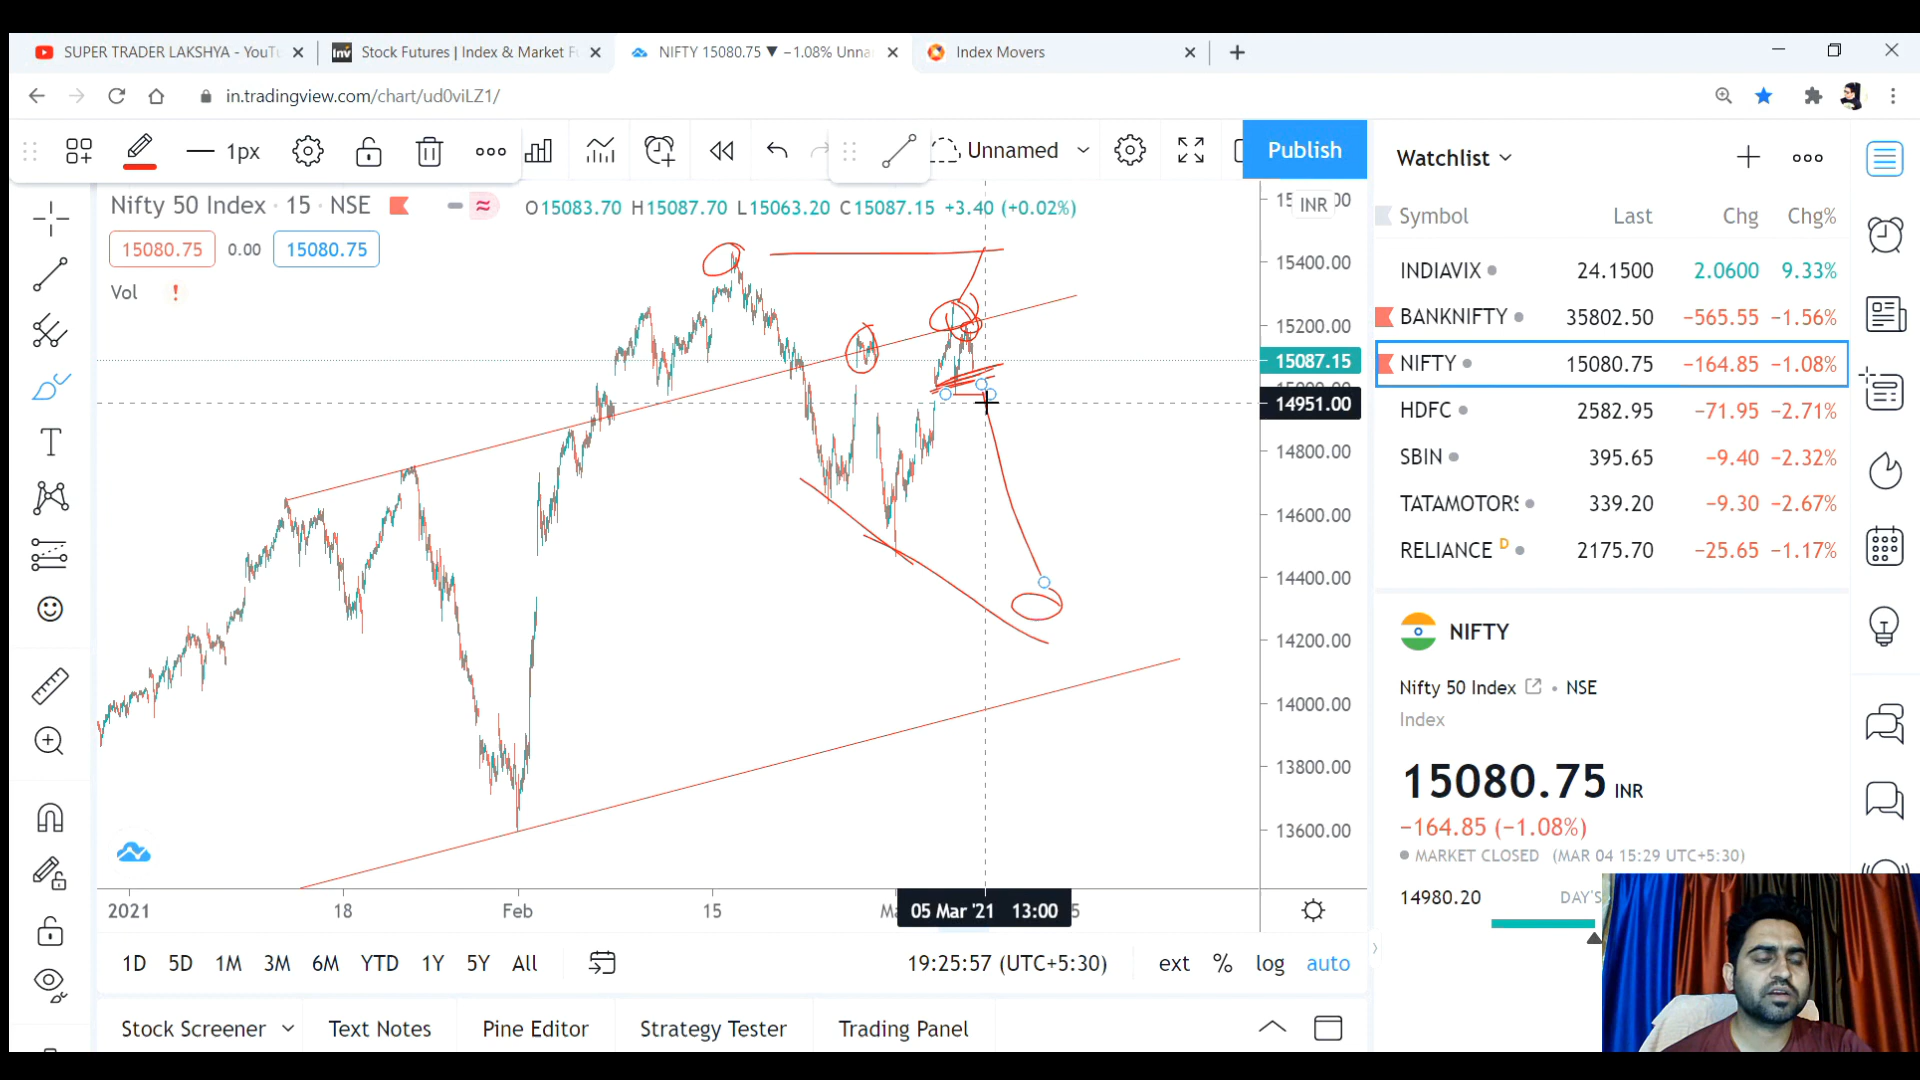 SUPER TRADER LAKSHYA - YouTu
Stock Futures | Index & Market Fu
NIFTY 15080.75 ▼ −1.08% Unna
Index Movers
in.tradingview.com/chart/ud0viLZ1/
1px
Unnamed
Publish
Nifty 50 Index · 15 · NSE
O15083.70 H15087.70 L15063.20 C15087.15 +3.40 (+0.02%)
15080.75 0.00 15080.75
Vol !
INR
15400.00
15200.00
15087.15
14951.00
14800.00
14600.00
14400.00
14200.00
14000.00
13800.00
13600.00
2021 18 Feb 15
05 Mar '21 13:00
1D 5D 1M 3M 6M YTD 1Y 5Y All
19:25:57 (UTC+5:30)
ext % log auto
Stock Screener Text Notes Pine Editor Strategy Tester Trading Panel
Watchlist
Symbol Last Chg Chg%
INDIAVIX 24.1500 2.0600 9.33%
BANKNIFTY 35802.50 −565.55 −1.56%
NIFTY 15080.75 −164.85 −1.08%
HDFC 2582.95 −71.95 −2.71%
SBIN 395.65 −9.40 −2.32%
TATAMOTORS 339.20 −9.30 −2.67%
RELIANCE D 2175.70 −25.65 −1.17%
NIFTY
Nifty 50 Index · NSE
Index
15080.75 INR
−164.85 (−1.08%)
MARKET CLOSED (MAR 04 15:29 UTC+5:30)
14980.20 DAY'S